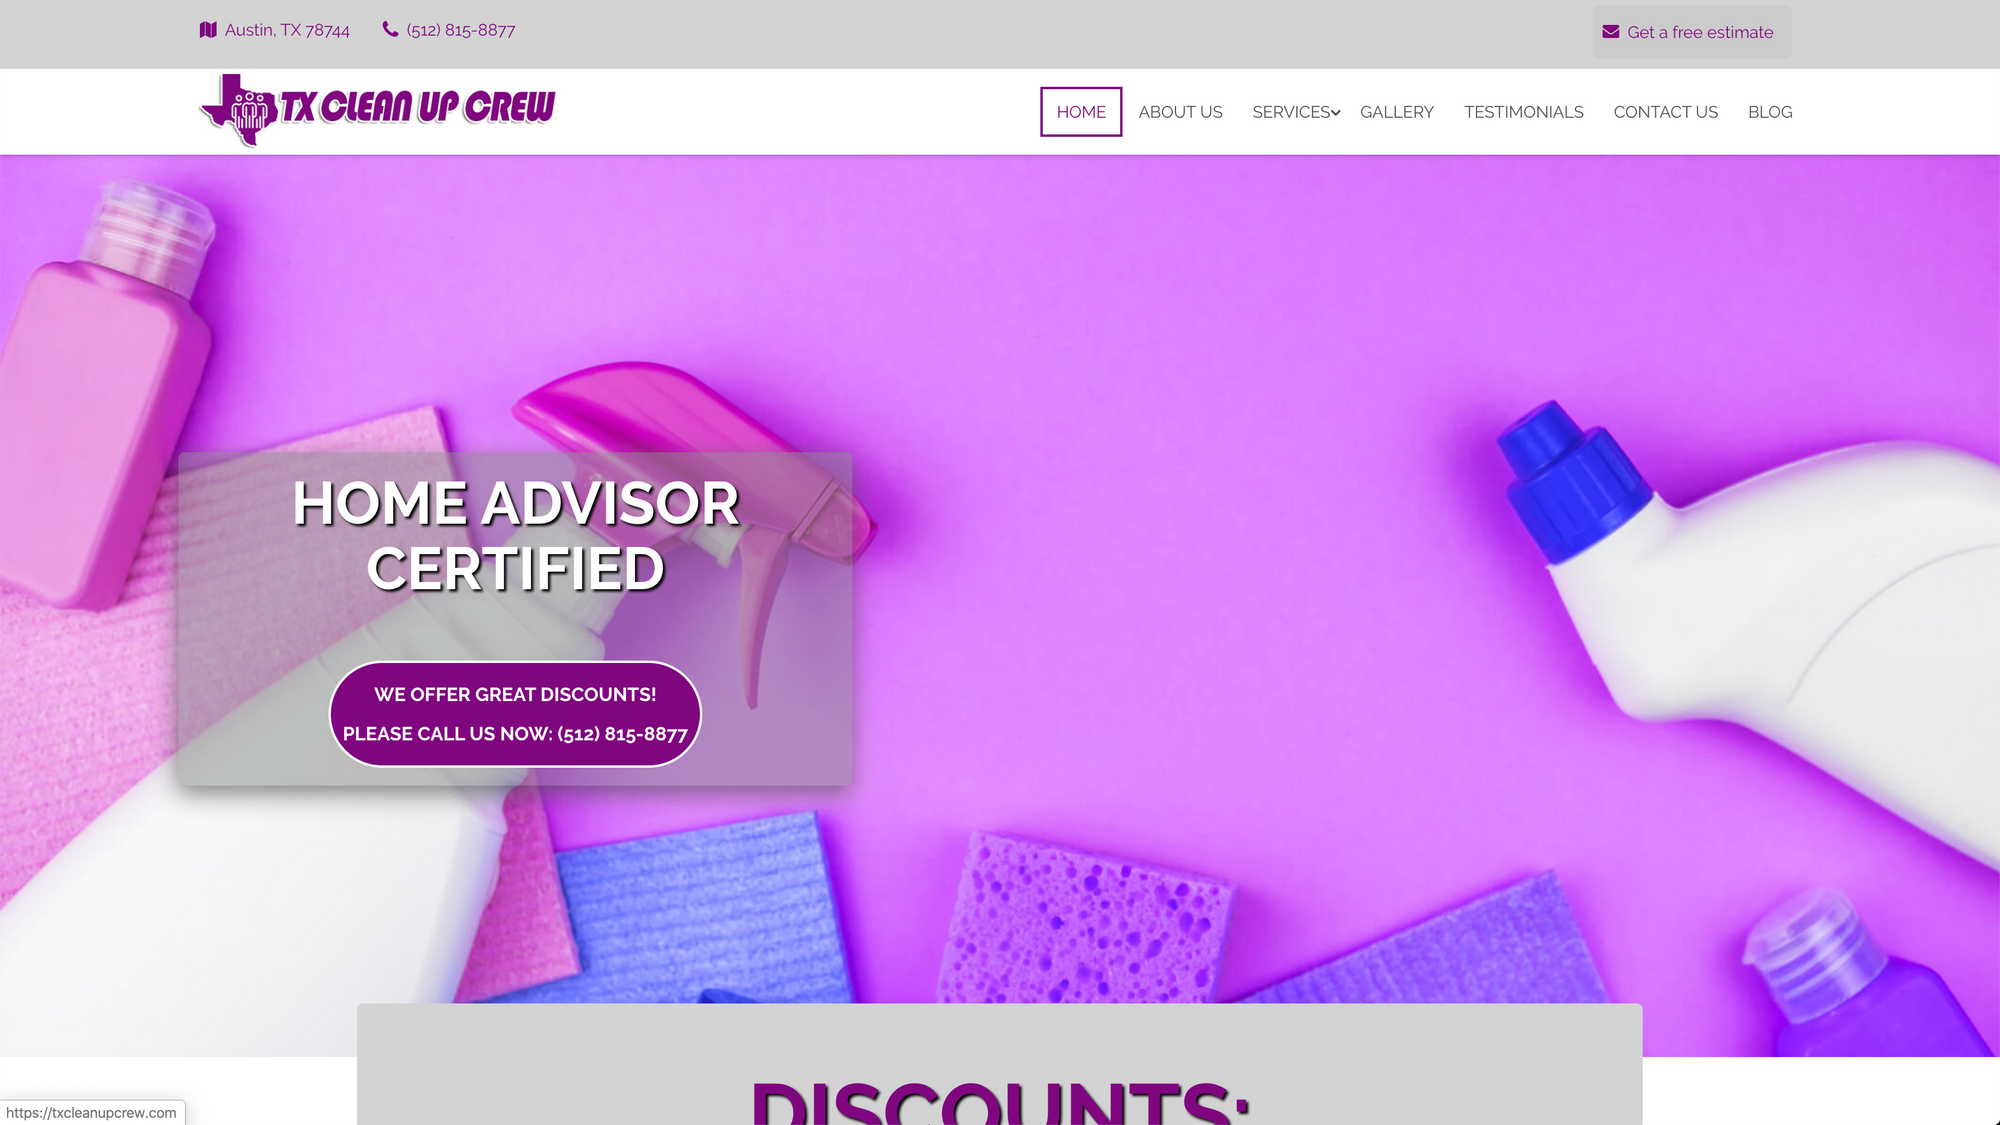 Austin, TX 78744
(512) 815-8877
Get a free estimate
TX CLEAN UP CREW
HOME
ABOUT US
SERVICES
GALLERY
TESTIMONIALS
CONTACT US
BLOG
HOME ADVISOR
CERTIFIED
WE OFFER GREAT DISCOUNTS!
PLEASE CALL US NOW: (512) 815-8877
DISCOUNTS:
https://txcleanupcrew.com